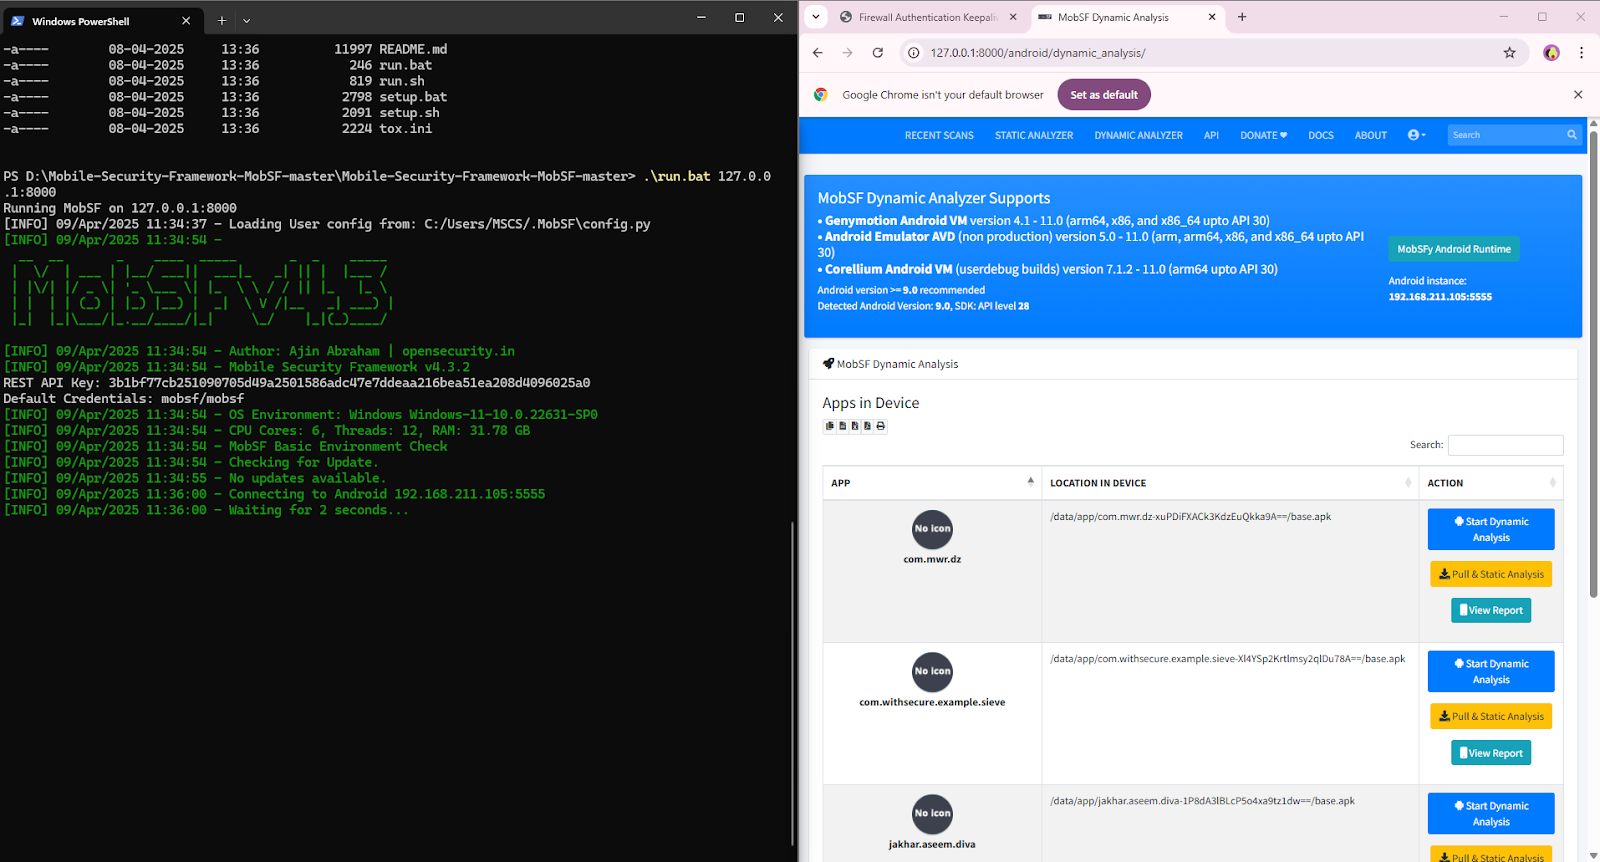 Windows PowerShell
-a---- 08-04-2025 13:36 11997 README.md
-a---- 08-04-2025 13:36 246 run.bat
-a---- 08-04-2025 13:36 819 run.sh
-a---- 08-04-2025 13:36 2798 setup.bat
-a---- 08-04-2025 13:36 2091 setup.sh
-a---- 08-04-2025 13:36 2224 tox.ini
PS D:\Mobile-Security-Framework-MobSF-master\Mobile-Security-Framework-MobSF-master> .\run.bat 127.0.0
.1:8000
Running MobSF on 127.0.0.1:8000
[INFO] 09/Apr/2025 11:34:37 - Loading User config from: C:/Users/MSCS/.MobSF\config.py
[INFO] 09/Apr/2025 11:34:54 -
MobSFv4.3
[INFO] 09/Apr/2025 11:34:54 - Author: Ajin Abraham | opensecurity.in
[INFO] 09/Apr/2025 11:34:54 - Mobile Security Framework v4.3.2
REST API Key: 3b1bf77cb251090705d49a2501586adc47e7ddeaa216bea51ea208d4096025a0
Default Credentials: mobsf/mobsf
[INFO] 09/Apr/2025 11:34:54 - OS Environment: Windows Windows-11-10.0.22631-SP0
[INFO] 09/Apr/2025 11:34:54 - CPU Cores: 6, Threads: 12, RAM: 31.78 GB
[INFO] 09/Apr/2025 11:34:54 - MobSF Basic Environment Check
[INFO] 09/Apr/2025 11:34:54 - Checking for Update.
[INFO] 09/Apr/2025 11:34:55 - No updates available.
[INFO] 09/Apr/2025 11:36:00 - Connecting to Android 192.168.211.105:5555
[INFO] 09/Apr/2025 11:36:00 - Waiting for 2 seconds...
Firewall Authentication Keepali
MobSF Dynamic Analysis
127.0.0.1:8000/android/dynamic_analysis/
Google Chrome isn't your default browser Set as default
RECENT SCANS STATIC ANALYZER DYNAMIC ANALYZER API DONATE DOCS ABOUT Search
MobSF Dynamic Analyzer Supports
• Genymotion Android VM version 4.1 - 11.0 (arm64, x86, and x86_64 upto API 30)
• Android Emulator AVD (non production) version 5.0 - 11.0 (arm, arm64, x86, and x86_64 upto API
30)
• Corellium Android VM (userdebug builds) version 7.1.2 - 11.0 (arm64 upto API 30)
Android version >= 9.0 recommended
Detected Android Version: 9.0, SDK: API level 28
MobSFy Android Runtime
Android instance:
192.168.211.105:5555
MobSF Dynamic Analysis
Apps in Device
Search:
APP LOCATION IN DEVICE ACTION
No icon
com.mwr.dz
/data/app/com.mwr.dz-xuPDiFXACk3KdzEuQkka9A==/base.apk
Start Dynamic
Analysis
Pull & Static Analysis
View Report
No icon
com.withsecure.example.sieve
/data/app/com.withsecure.example.sieve-Xl4YSp2Krtlmsy2qlDu78A==/base.apk
Start Dynamic
Analysis
Pull & Static Analysis
View Report
No icon
jakhar.aseem.diva
/data/app/jakhar.aseem.diva-1P8dA3lBLcP5o4xa9tz1dw==/base.apk
Start Dynamic
Analysis
Pull & Static Analysis